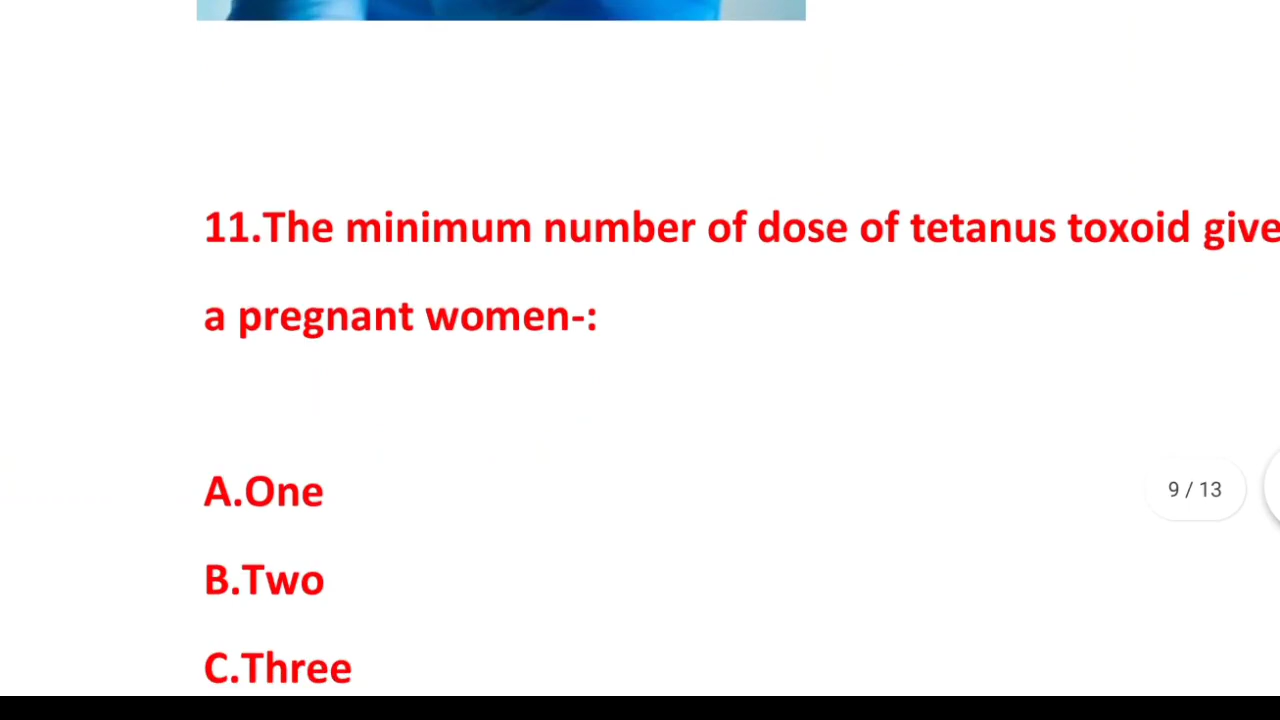 11.The minimum number of dose of tetanus toxoid give
a pregnant women-:
A.One
9 / 13
B.Two
C.Three